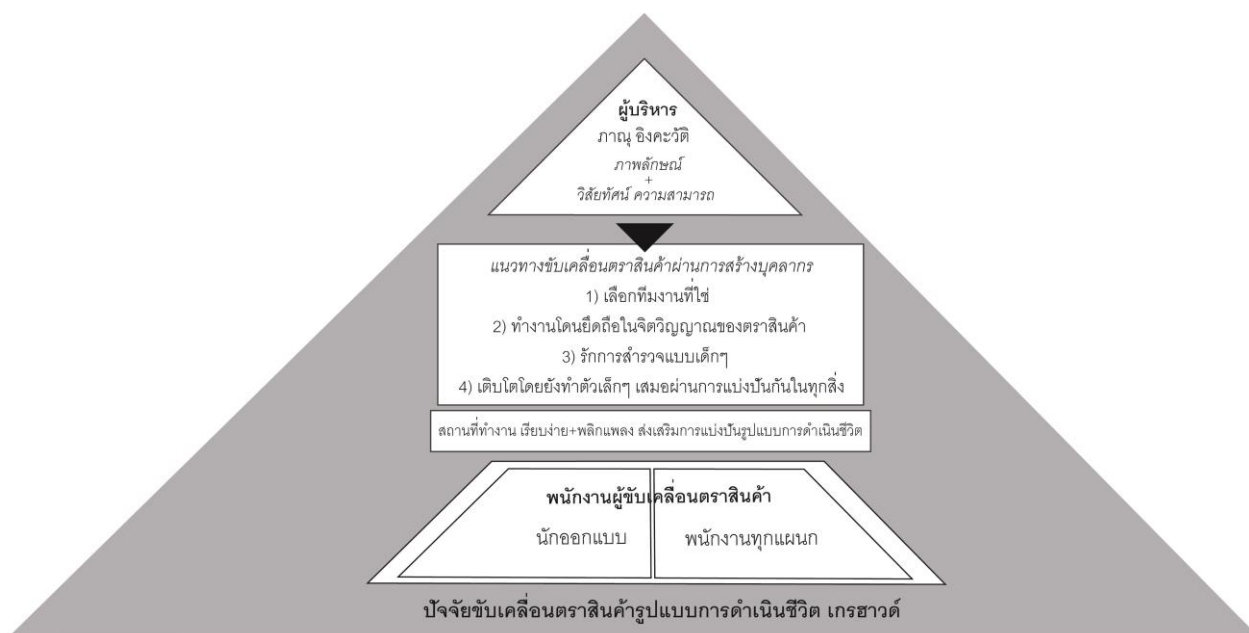 ผู้บริหาร
ภาณุ อิงคะวัติ
ภาพลักษณ์
+
วิสัยทัศน์ ความสามารถ
แนวทางขับเคลื่อนตราสินค้าผ่านการสร้างบุคลากร
1) เลือกทีมงานที่ใช่
2) ทำงานโดนยึดถือในจิตวิญญาณของตราสินค้า
3) รักการสำรวจแบบเด็กๆ
4) เติบโตโดยยังทำตัวเล็กๆ เสมอผ่านการแบ่งปันกันในทุกสิ่ง
สถานที่ทำงาน เรียบง่าย+พลิกแพลง ส่งเสริมการแบ่งปันรูปแบบการดำเนินชีวิต
พนักงานผู้ขับเคลื่อนตราสินค้า
นักออกแบบ
พนักงานทุกแผนก
ปัจจัยขับเคลื่อนตราสินค้ารูปแบบการดำเนินชีวิต เกรฮาวด์